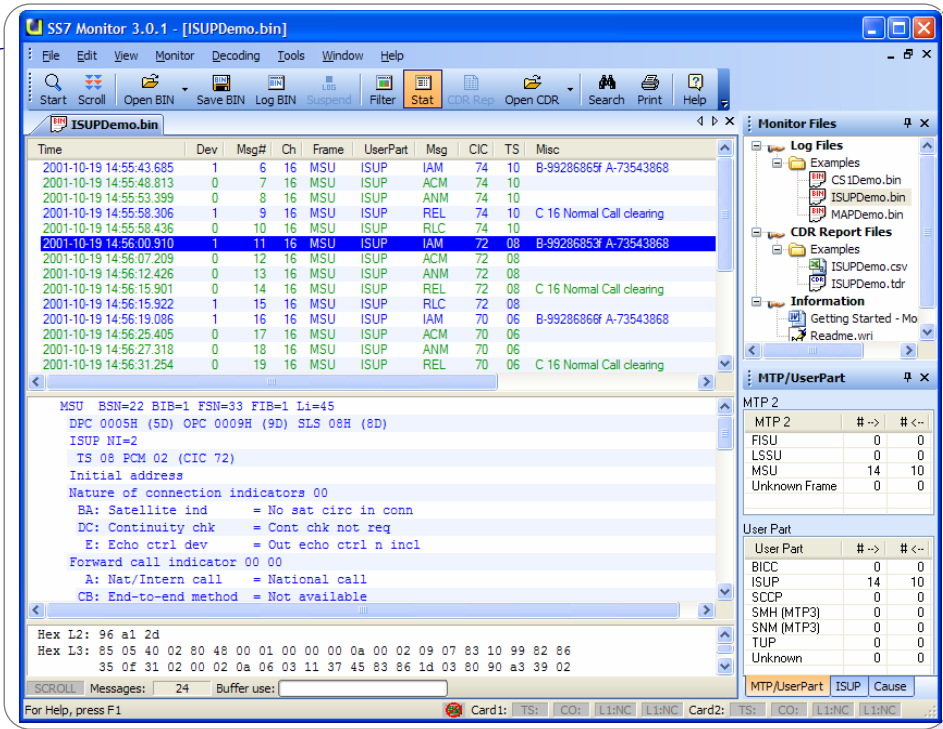 SS7 Monitor 3.0.1 - [ISUPDemo.bin]
File Edit View Monitor Decoding Tools Window Help
Start Scroll Open BIN Save BIN Log BIN Suspend Filter Stat CDR Rep Open CDR Search Print Help
ISUPDemo.bin
Time Dev Msg# Ch Frame UserPart Msg CIC TS Misc
2001-10-19 14:55:43.685 1 6 16 MSU ISUP IAM 74 10 B-99286865f A-73543868
2001-10-19 14:55:48.813 0 7 16 MSU ISUP ACM 74 10
2001-10-19 14:55:53.399 0 8 16 MSU ISUP ANM 74 10
2001-10-19 14:55:58.306 1 9 16 MSU ISUP REL 74 10 C 16 Normal Call clearing
2001-10-19 14:55:58.436 0 10 16 MSU ISUP RLC 74 10
2001-10-19 14:56:00.910 1 11 16 MSU ISUP IAM 72 08 B-99286853f A-73543868
2001-10-19 14:56:07.209 0 12 16 MSU ISUP ACM 72 08
2001-10-19 14:56:12.426 0 13 16 MSU ISUP ANM 72 08
2001-10-19 14:56:15.901 0 14 16 MSU ISUP REL 72 08 C 16 Normal Call clearing
2001-10-19 14:56:15.922 1 15 16 MSU ISUP RLC 72 08
2001-10-19 14:56:19.086 1 16 16 MSU ISUP IAM 70 06 B-99286866f A-73543868
2001-10-19 14:56:25.405 0 17 16 MSU ISUP ACM 70 06
2001-10-19 14:56:27.318 0 18 16 MSU ISUP ANM 70 06
2001-10-19 14:56:31.254 0 19 16 MSU ISUP REL 70 06 C 16 Normal Call clearing
MSU BSN=22 BIB=1 FSN=33 FIB=1 Li=45
DPC 0005H (5D) OPC 0009H (9D) SLS 08H (8D)
ISUP NI=2
TS 08 PCM 02 (CIC 72)
Initial address
Nature of connection indicators 00
BA: Satellite ind = No sat circ in conn
DC: Continuity chk = Cont chk not req
E: Echo ctrl dev = Out echo ctrl n incl
Forward call indicator 00 00
A: Nat/Intern call = National call
CB: End-to-end method = Not available
Hex L2: 96 a1 2d
Hex L3: 85 05 40 02 80 48 00 01 00 00 00 0a 00 02 09 07 83 10 99 82 86
35 0f 31 02 00 02 0a 06 03 11 37 45 83 86 1d 03 80 90 a3 39 02
SCROLL Messages: 24 Buffer use:
For Help, press F1
Card1: TS: CO: L1:NC L1:NC Card2: TS: CO: L1:NC L1:NC
Monitor Files
Log Files
Examples
CS1Demo.bin
ISUPDemo.bin
MAPDemo.bin
CDR Report Files
Examples
ISUPDemo.csv
ISUPDemo.tdr
Information
Getting Started - Mo
Readme.wri
MTP/UserPart
MTP 2
MTP 2 # --> # <--
FISU 0 0
LSSU 0 0
MSU 14 10
Unknown Frame 0 0
User Part
User Part # --> # <--
BICC 0 0
ISUP 14 10
SCCP 0 0
SMH (MTP3) 0 0
SNM (MTP3) 0 0
TUP 0 0
Unknown 0 0
MTP/UserPart ISUP Cause